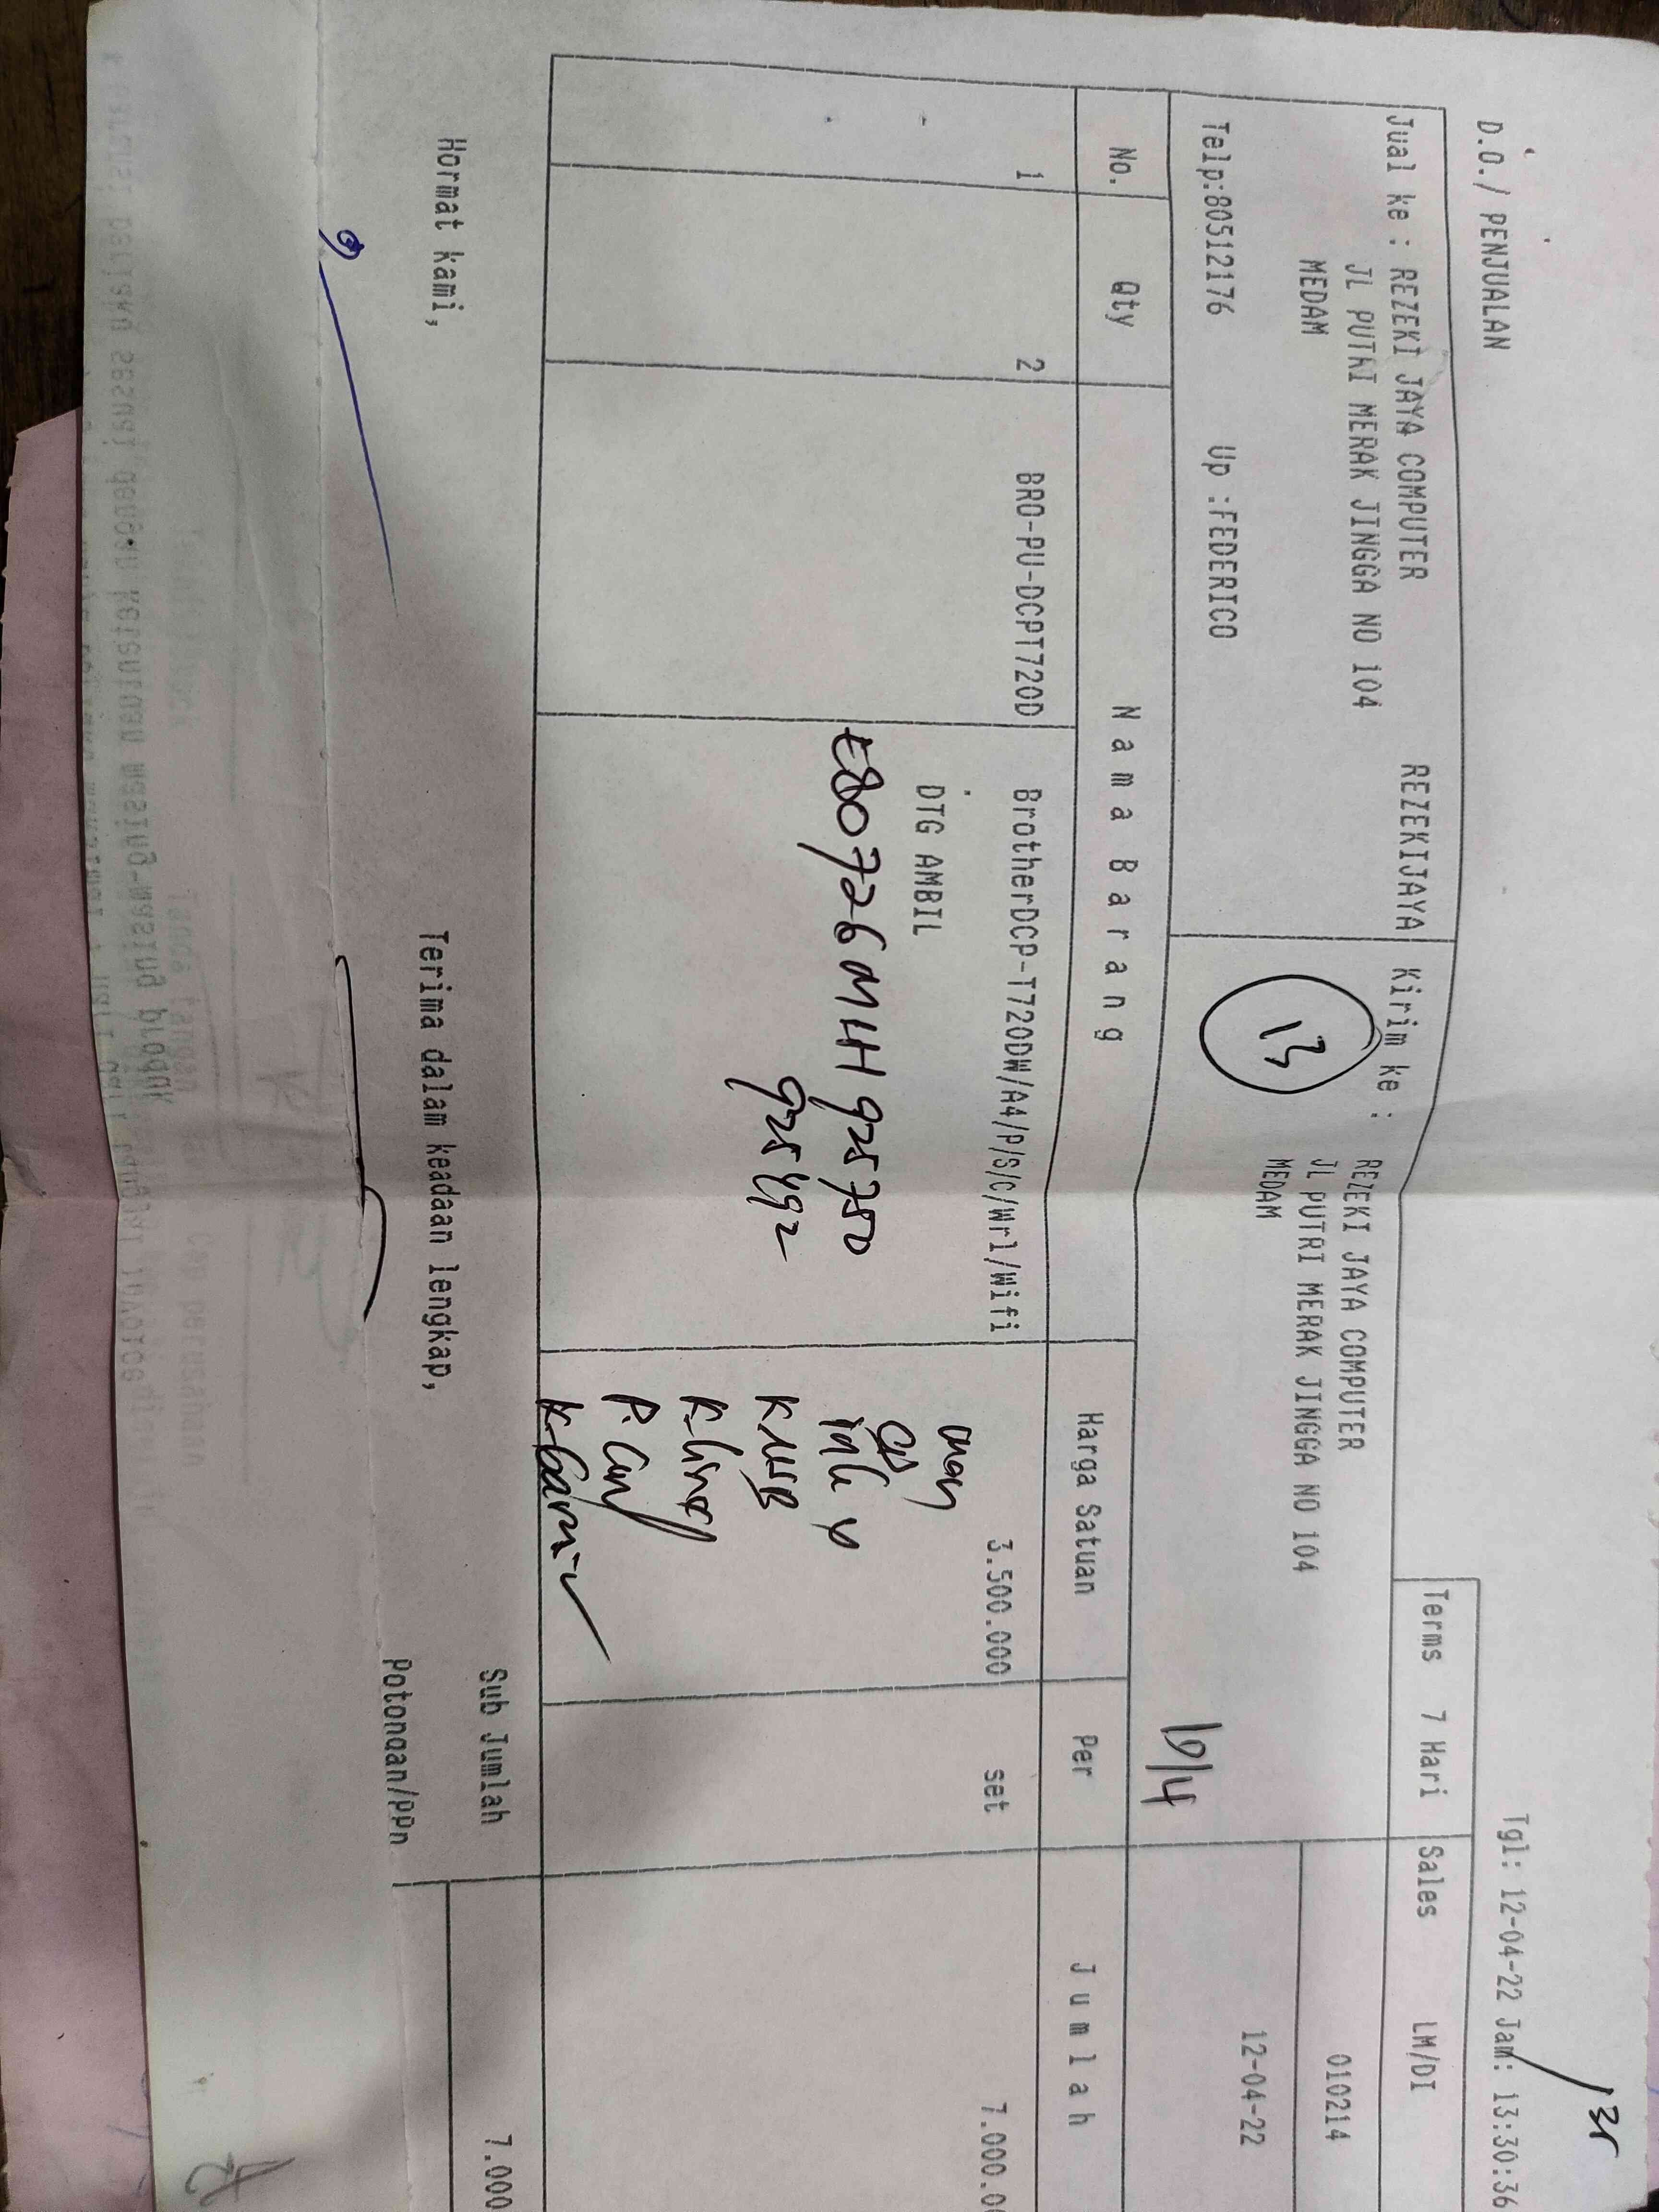 D.O./ PENJUALAN
Tgl: 12-04-22 Jam: 13:30:36
Jual ke : REZEKI JAYA COMPUTER REZEKIJAYA
JL PUTRI MERAK JINGGA NO 104
MEDAM
Telp:80512176 Up :FEDERICO
Kirim ke :
REZEKI JAYA COMPUTER
JL PUTRI MERAK JINGGA NO 104
MEDAM
13
Terms 7 Hari Sales LM/DI
010214
12-04-22
No. Qty Nama Barang Harga Satuan Per Jumlah
1 2 BRO-PU-DCPT720D BrotherDCP-T720DW/A4/P/S/C/Wrl/Wifi 3.500.000 set 7.000.0
DTG AMBIL
E80726M1H925750
K USB
Hormat kami, Terima dalam keadaan lengkap,
Sub Jumlah 7.000
Potongan/PPn